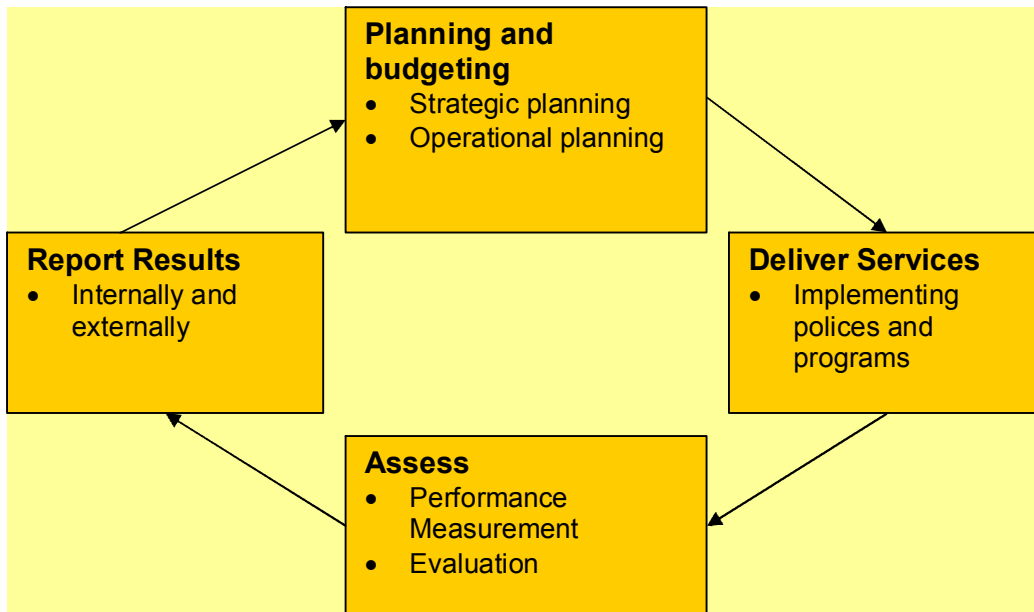 Planning and
budgeting
• Strategic planning
• Operational planning
Report Results
• Internally and
externally
Deliver Services
• Implementing
polices and
programs
Assess
• Performance
Measurement
• Evaluation